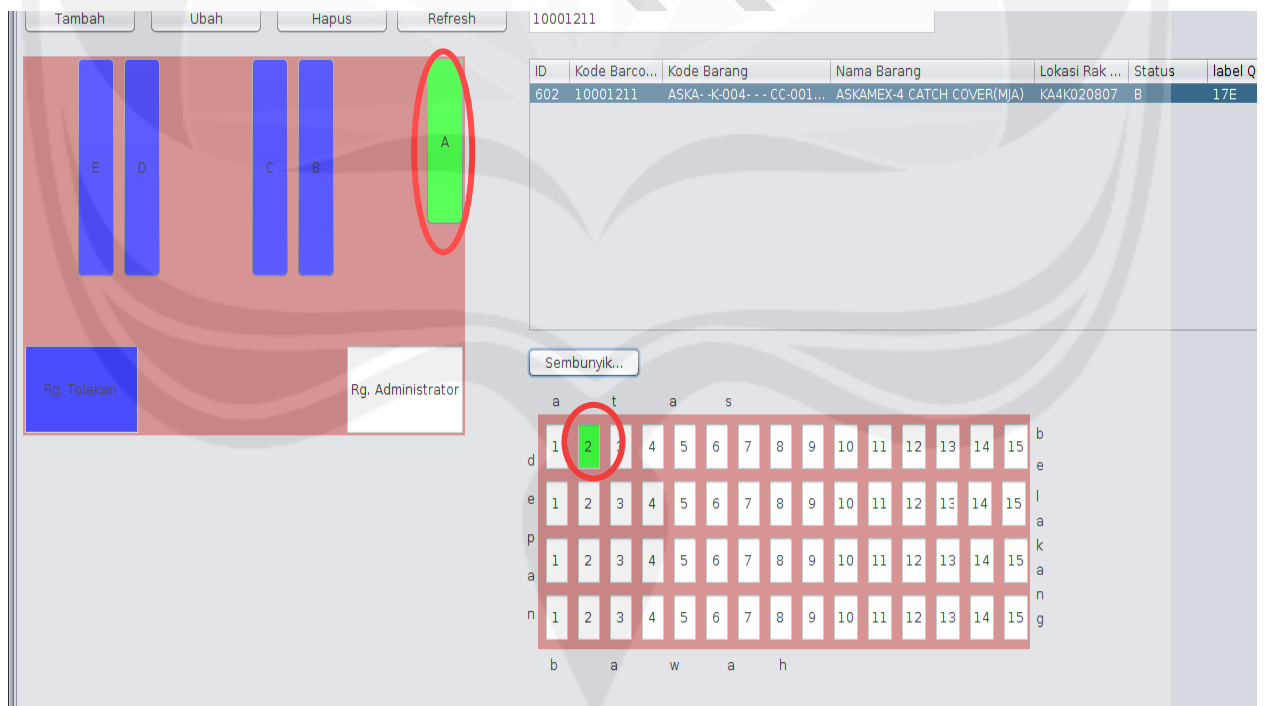 Tambah Ubah Hapus Refresh 10001211
ID Kode Barco... Kode Barang Nama Barang Lokasi Rak ... Status label Q
602 10001211 ASKA- -K-004- - - CC-001... ASKAMEX-4 CATCH COVER(MJA) KA4K020807 B 17E
E D C B A
Rg. Tolakan Rg. Administrator
Sembunyik...
a t a s
depan
1 2 3 4 5 6 7 8 9 10 11 12 13 14 15
1 2 3 4 5 6 7 8 9 10 11 12 13 14 15
1 2 3 4 5 6 7 8 9 10 11 12 13 14 15
1 2 3 4 5 6 7 8 9 10 11 12 13 14 15
belakang
b a w a h